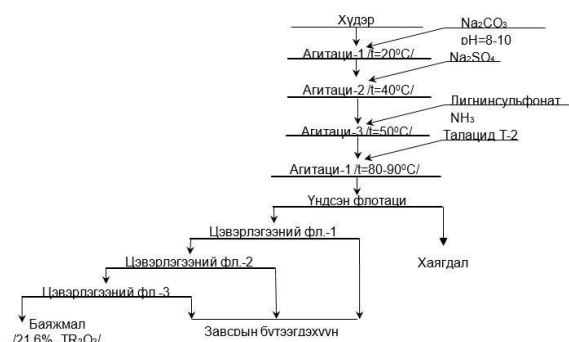 Хүдэр
Na₂CO₃
pH=8-10
Агитаци-1 /t=20⁰C/
Na₂SO₄
Агитаци-2 /t=40⁰C/
Лигнинсульфонат
NH₃
Агитаци-3 /t=50⁰C/
Талацид Т-2
Агитаци-1 /t=80-90⁰C/
Үндсэн флотаци
Цэвэрлэгээний фл.-1
Хаягдал
Цэвэрлэгээний фл.-2
Цэвэрлэгээний фл -3
Баяжмал
/21.6% TR₂O₃/
Завсрын бүтээгдэхүүн